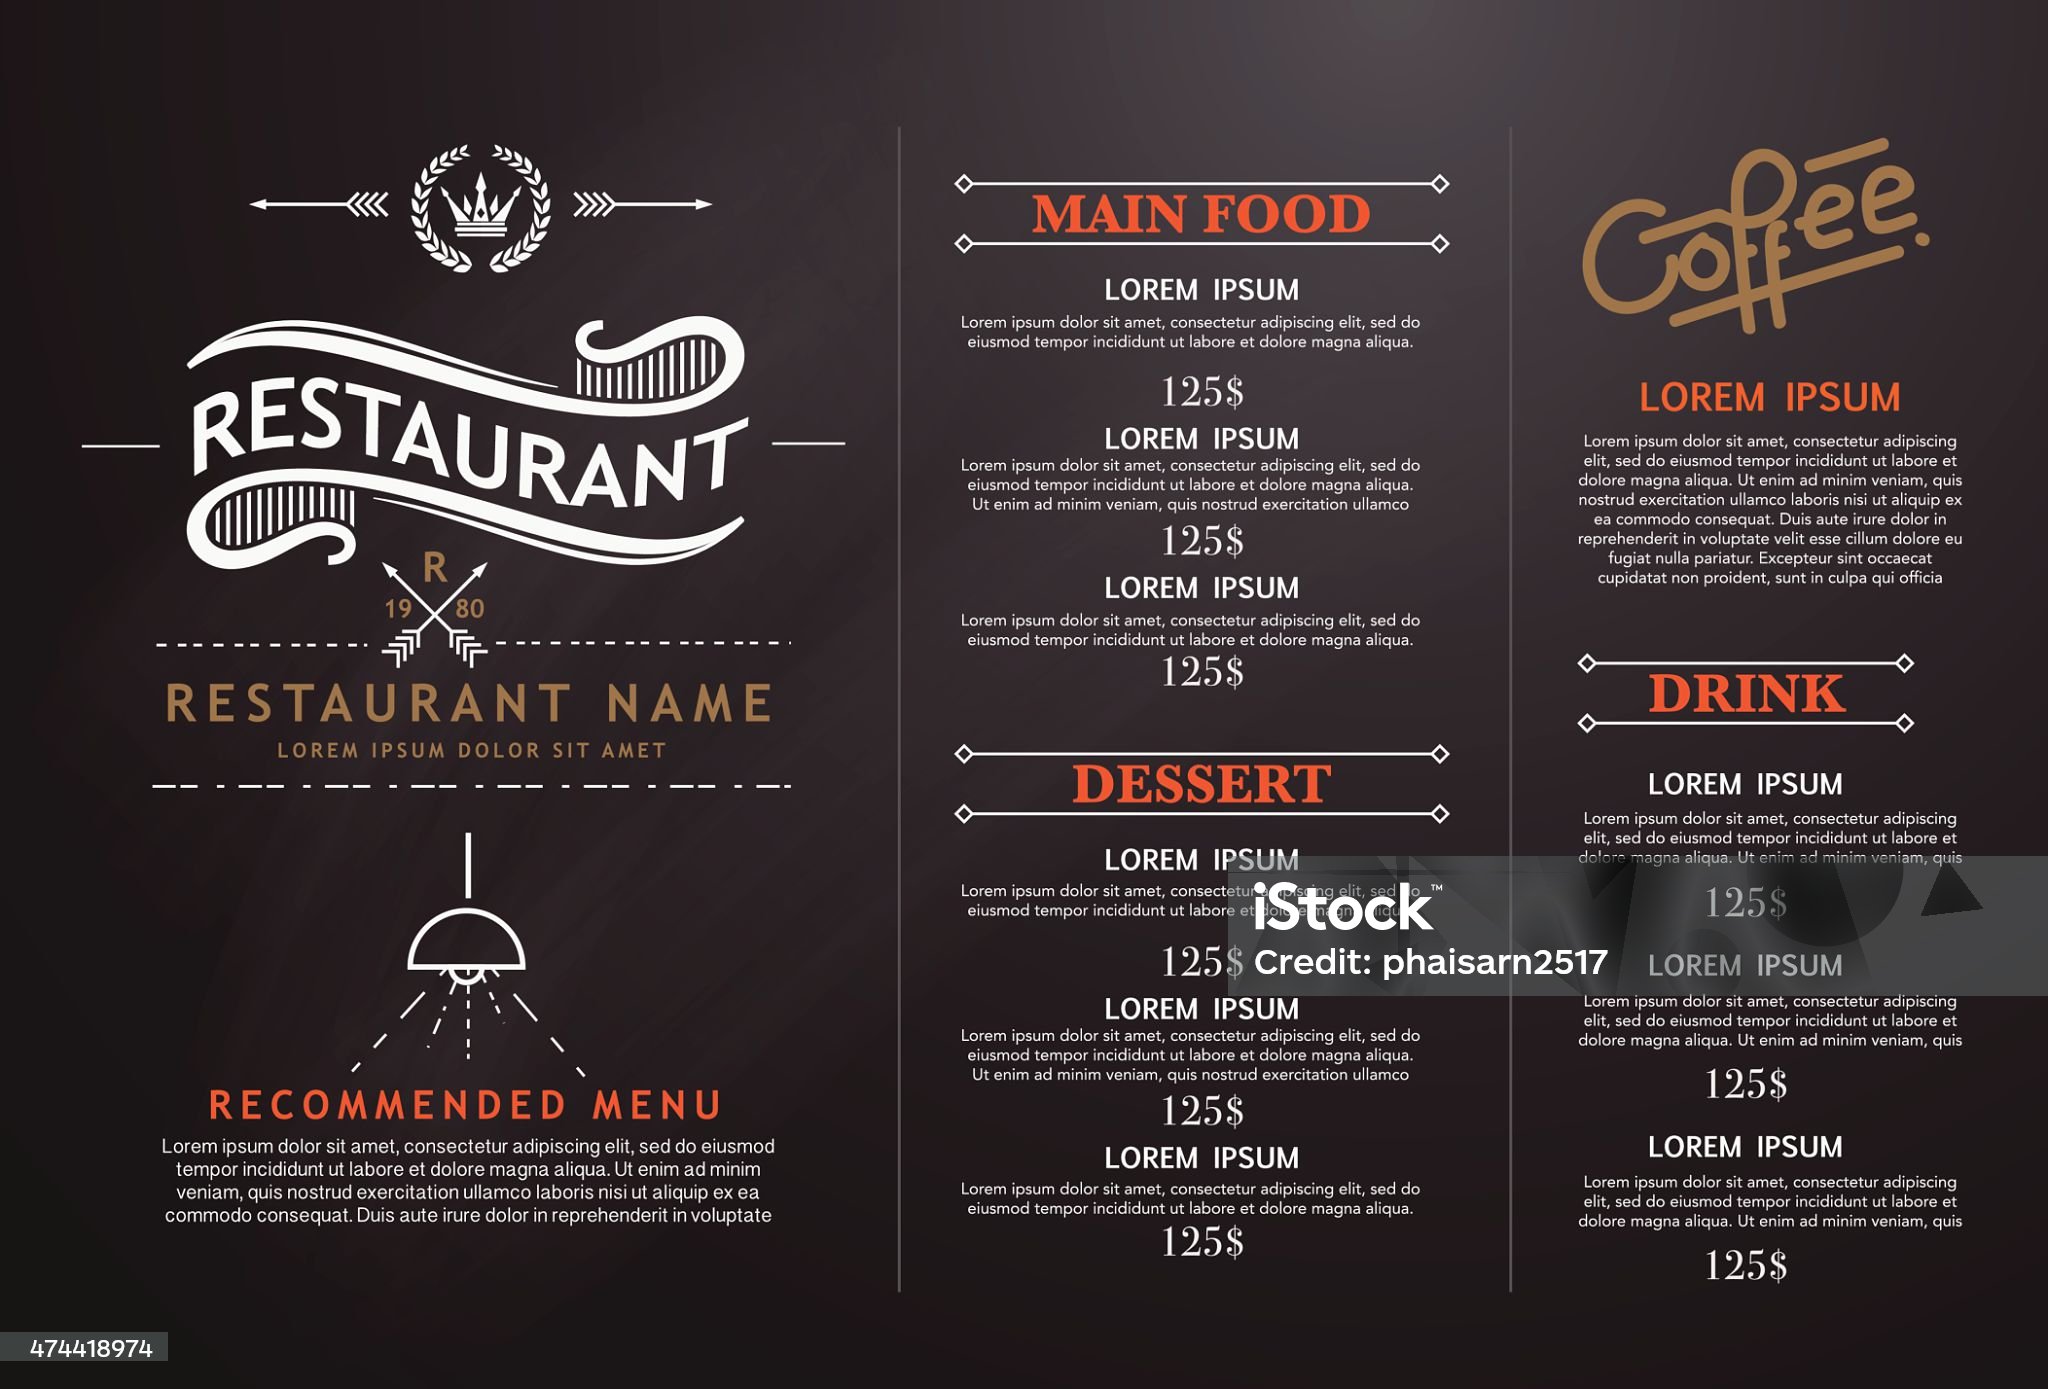 RESTAURANT
R
19 80
RESTAURANT NAME
LOREM IPSUM DOLOR SIT AMET
RECOMMENDED MENU
Lorem ipsum dolor sit amet, consectetur adipiscing elit, sed do eiusmod
tempor incididunt ut labore et dolore magna aliqua. Ut enim ad minim
veniam, quis nostrud exercitation ullamco laboris nisi ut aliquip ex ea
commodo consequat. Duis aute irure dolor in reprehenderit in voluptate
MAIN FOOD
LOREM IPSUM
Lorem ipsum dolor sit amet, consectetur adipiscing elit, sed do
eiusmod tempor incididunt ut labore et dolore magna aliqua.
125$
LOREM IPSUM
Lorem ipsum dolor sit amet, consectetur adipiscing elit, sed do
eiusmod tempor incididunt ut labore et dolore magna aliqua.
Ut enim ad minim veniam, quis nostrud exercitation ullamco
125$
LOREM IPSUM
Lorem ipsum dolor sit amet, consectetur adipiscing elit, sed do
eiusmod tempor incididunt ut labore et dolore magna aliqua.
125$
DESSERT
LOREM IPSUM
Lorem ipsum dolor sit amet, consectetur adipiscing elit, sed do
eiusmod tempor incididunt ut labore et dolore magna aliqua.
125$
LOREM IPSUM
Lorem ipsum dolor sit amet, consectetur adipiscing elit, sed do
eiusmod tempor incididunt ut labore et dolore magna aliqua.
Ut enim ad minim veniam, quis nostrud exercitation ullamco
125$
LOREM IPSUM
Lorem ipsum dolor sit amet, consectetur adipiscing elit, sed do
eiusmod tempor incididunt ut labore et dolore magna aliqua.
125$
Coffee.
LOREM IPSUM
Lorem ipsum dolor sit amet, consectetur adipiscing
elit, sed do eiusmod tempor incididunt ut labore et
dolore magna aliqua. Ut enim ad minim veniam, quis
nostrud exercitation ullamco laboris nisi ut aliquip ex
ea commodo consequat. Duis aute irure dolor in
reprehenderit in voluptate velit esse cillum dolore eu
fugiat nulla pariatur. Excepteur sint occaecat
cupidatat non proident, sunt in culpa qui officia
DRINK
LOREM IPSUM
Lorem ipsum dolor sit amet, consectetur adipiscing
elit, sed do eiusmod tempor incididunt ut labore et
dolore magna aliqua. Ut enim ad minim veniam, quis
125$
LOREM IPSUM
Lorem ipsum dolor sit amet, consectetur adipiscing
elit, sed do eiusmod tempor incididunt ut labore et
dolore magna aliqua. Ut enim ad minim veniam, quis
125$
LOREM IPSUM
Lorem ipsum dolor sit amet, consectetur adipiscing
elit, sed do eiusmod tempor incididunt ut labore et
dolore magna aliqua. Ut enim ad minim veniam, quis
125$
iStock™
Credit: phaisarn2517
474418974